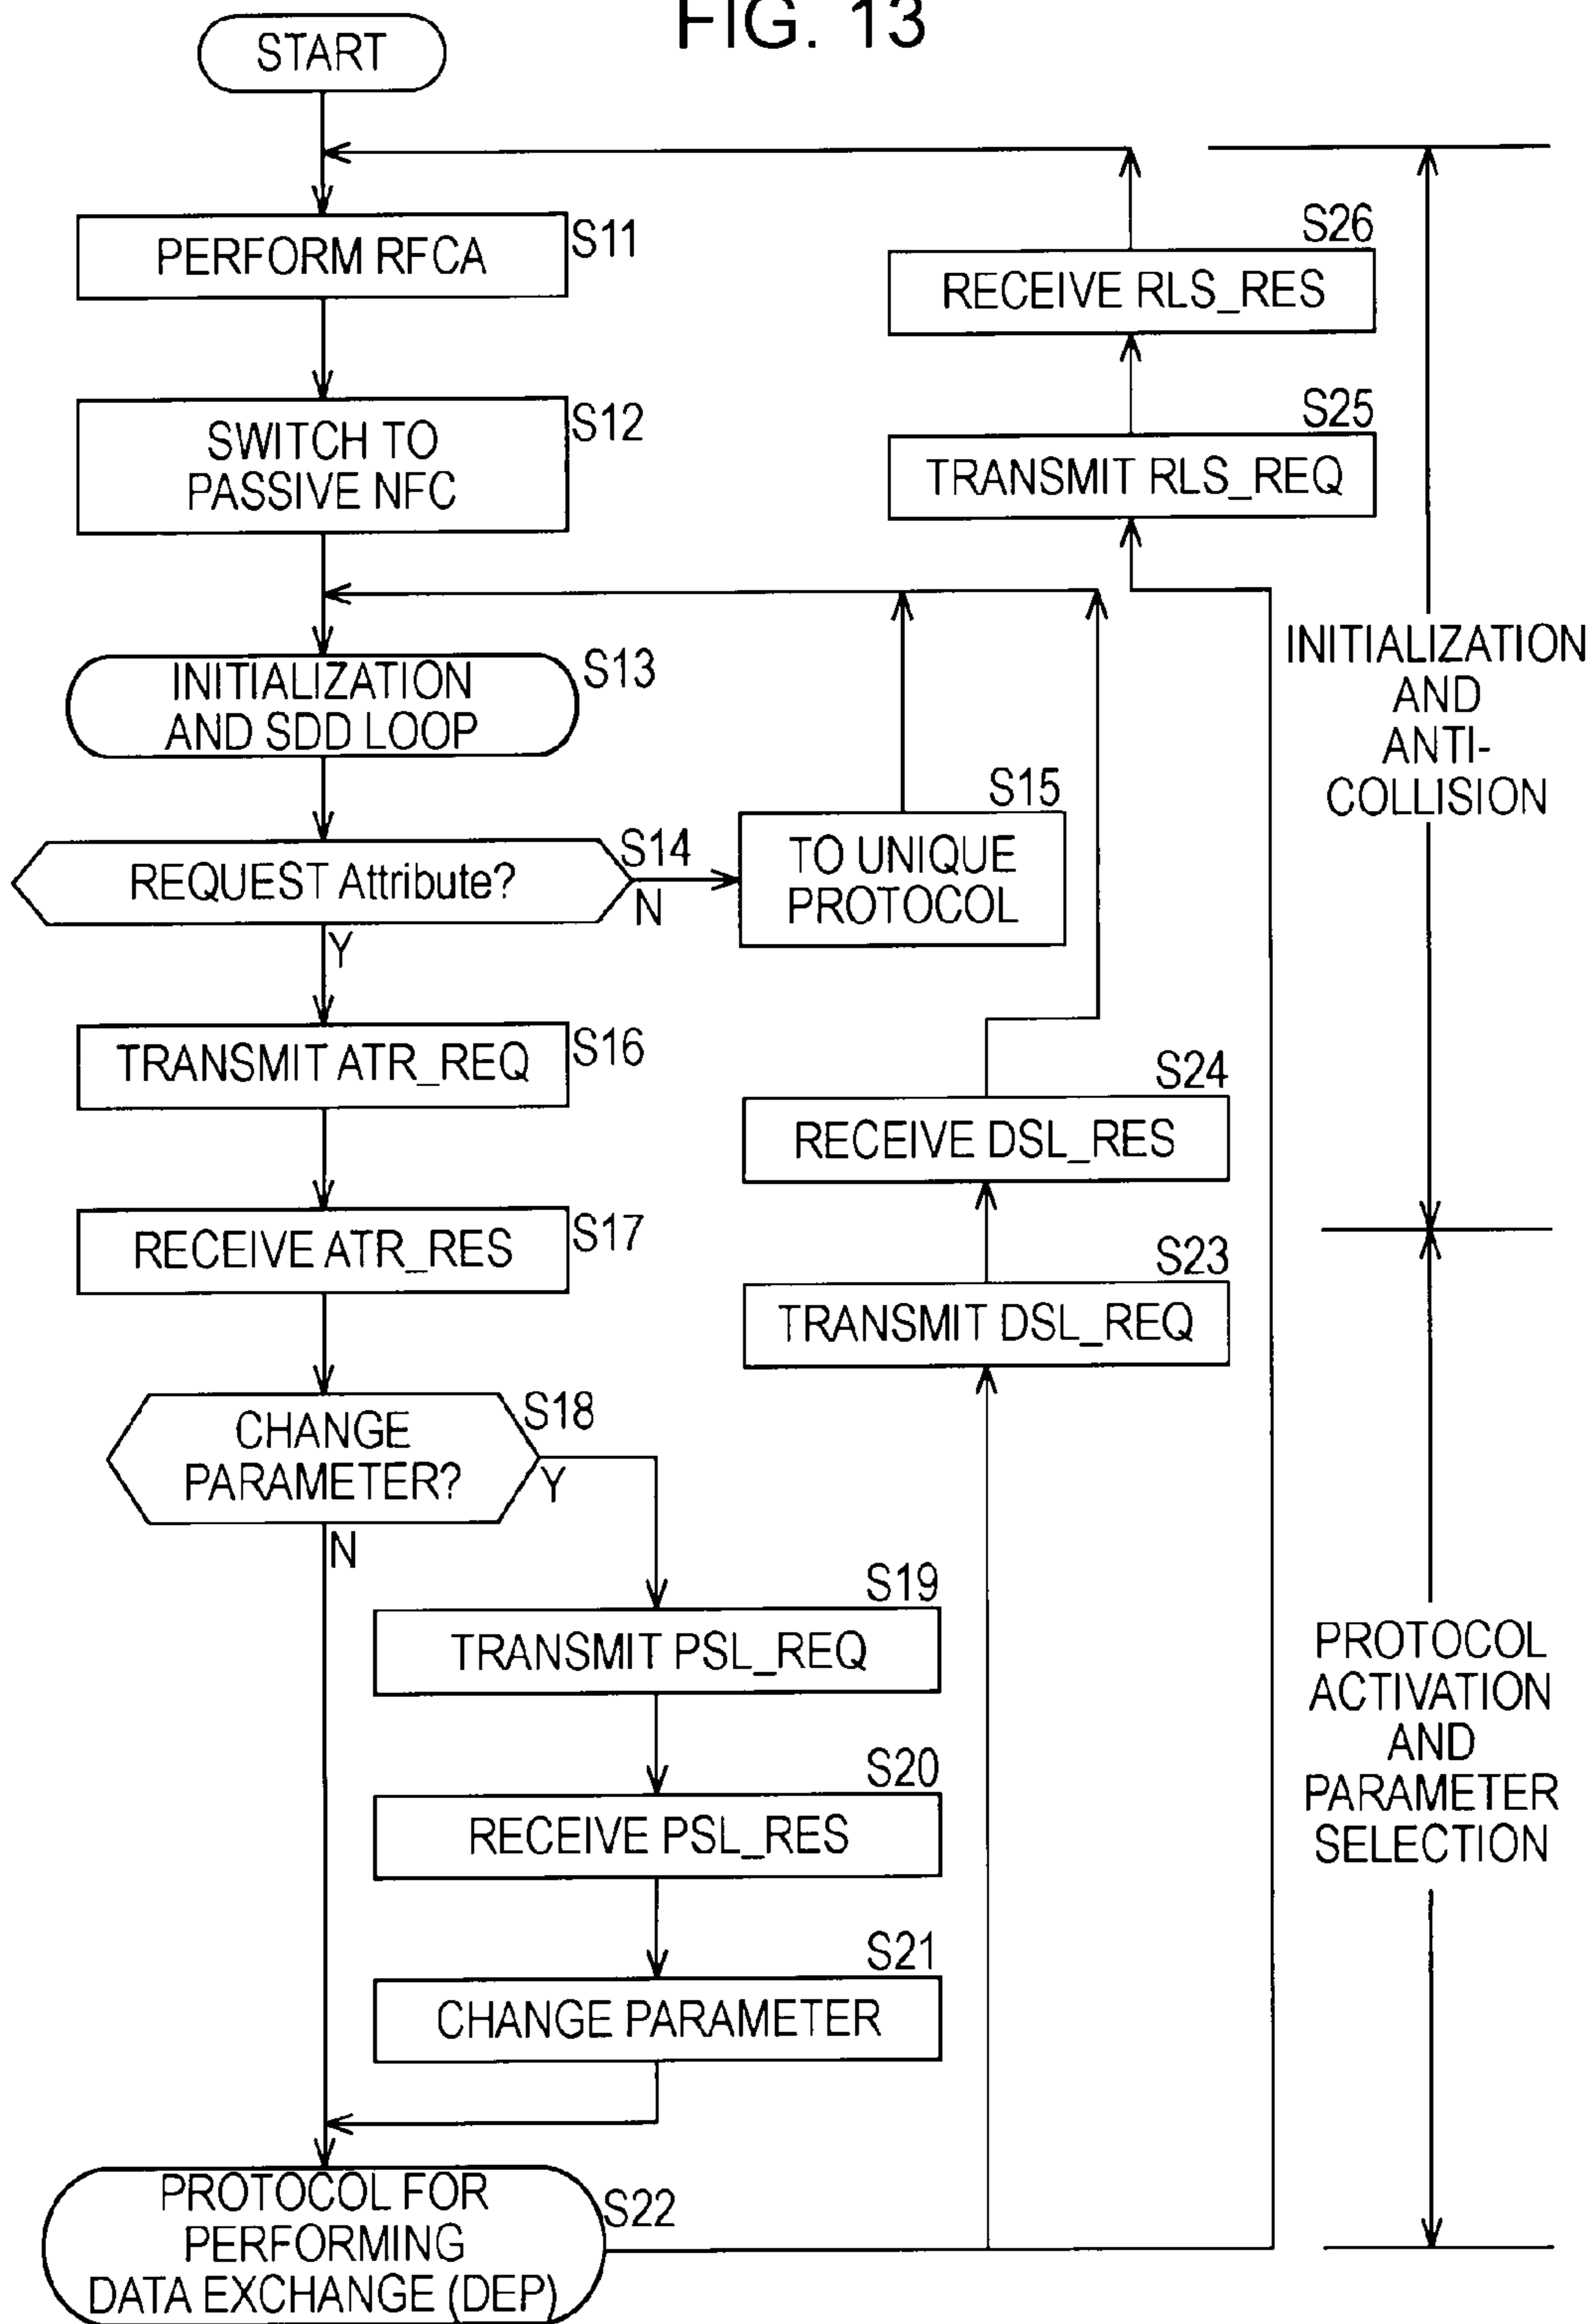 FIG. 13
START
PERFORM RFCA
S11
SWITCH TO
PASSIVE NFC
S12
INITIALIZATION
AND SDD LOOP
S13
REQUEST Attribute?
S14
N
Y
S15
TO UNIQUE
PROTOCOL
TRANSMIT ATR_REQ
S16
RECEIVE ATR_RES
S17
CHANGE
PARAMETER?
S18
Y
N
S19
TRANSMIT PSL_REQ
S20
RECEIVE PSL_RES
S21
CHANGE PARAMETER
PROTOCOL FOR
PERFORMING
DATA EXCHANGE (DEP)
S22
S23
TRANSMIT DSL_REQ
S24
RECEIVE DSL_RES
S25
TRANSMIT RLS_REQ
S26
RECEIVE RLS_RES
INITIALIZATION
AND
ANTI-
COLLISION
PROTOCOL
ACTIVATION
AND
PARAMETER
SELECTION